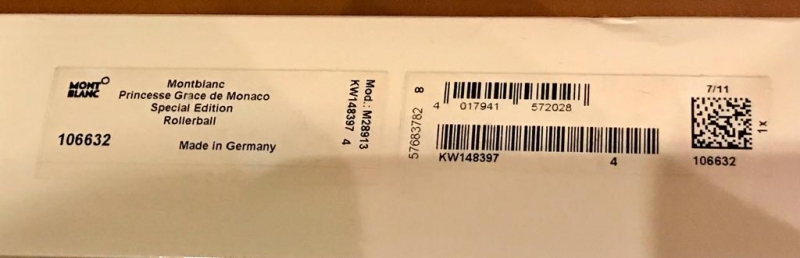 MONT
BLANC
Montblanc
Princesse Grace de Monaco
Special Edition
Rollerball
106632
Made in Germany
Mod.: M28913
KW148397 4
57683782 8
4 017941 572028
KW148397 4
7/11
1x
106632